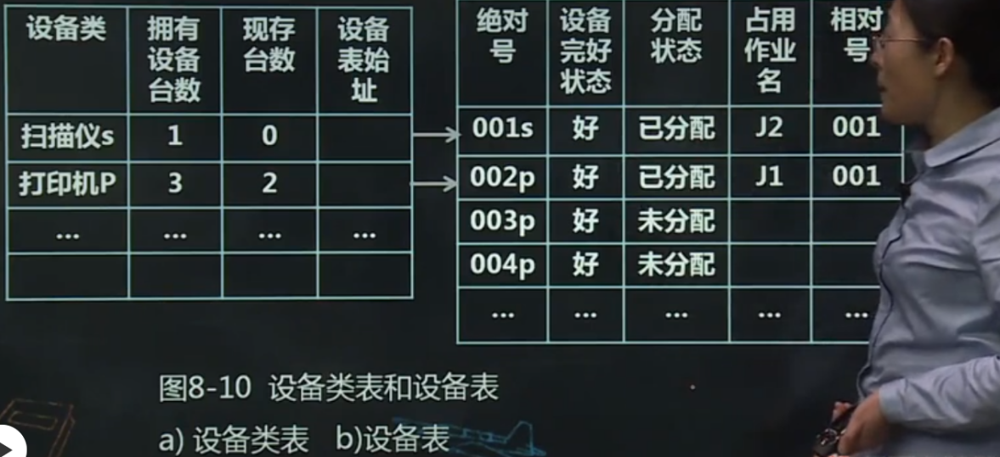 设备类 拥有设备台数 现存台数 设备表始址
扫描仪s 1 0
打印机P 3 2
... ... ... ...
绝对号 设备完好状态 分配状态 占用作业名 相对号
001s 好 已分配 J2 001
002p 好 已分配 J1 001
003p 好 未分配
004p 好 未分配
... ... ... ... ...
图8-10 设备类表和设备表
a) 设备类表 b)设备表